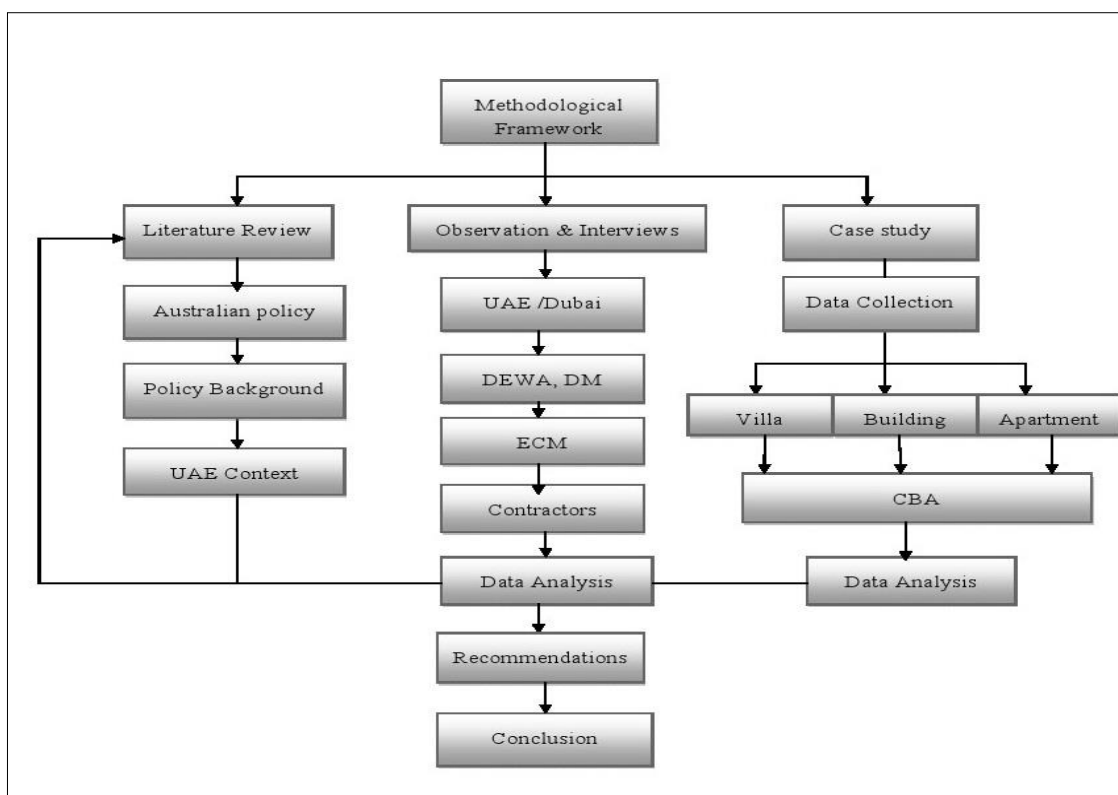 Methodological
Framework
Literature Review
Observation & Interviews
Case study
Australian policy
UAE /Dubai
Data Collection
Policy Background
DEWA, DM
Villa
Building
Apartment
ECM
UAE Context
CBA
Contractors
Data Analysis
Data Analysis
Recommendations
Conclusion